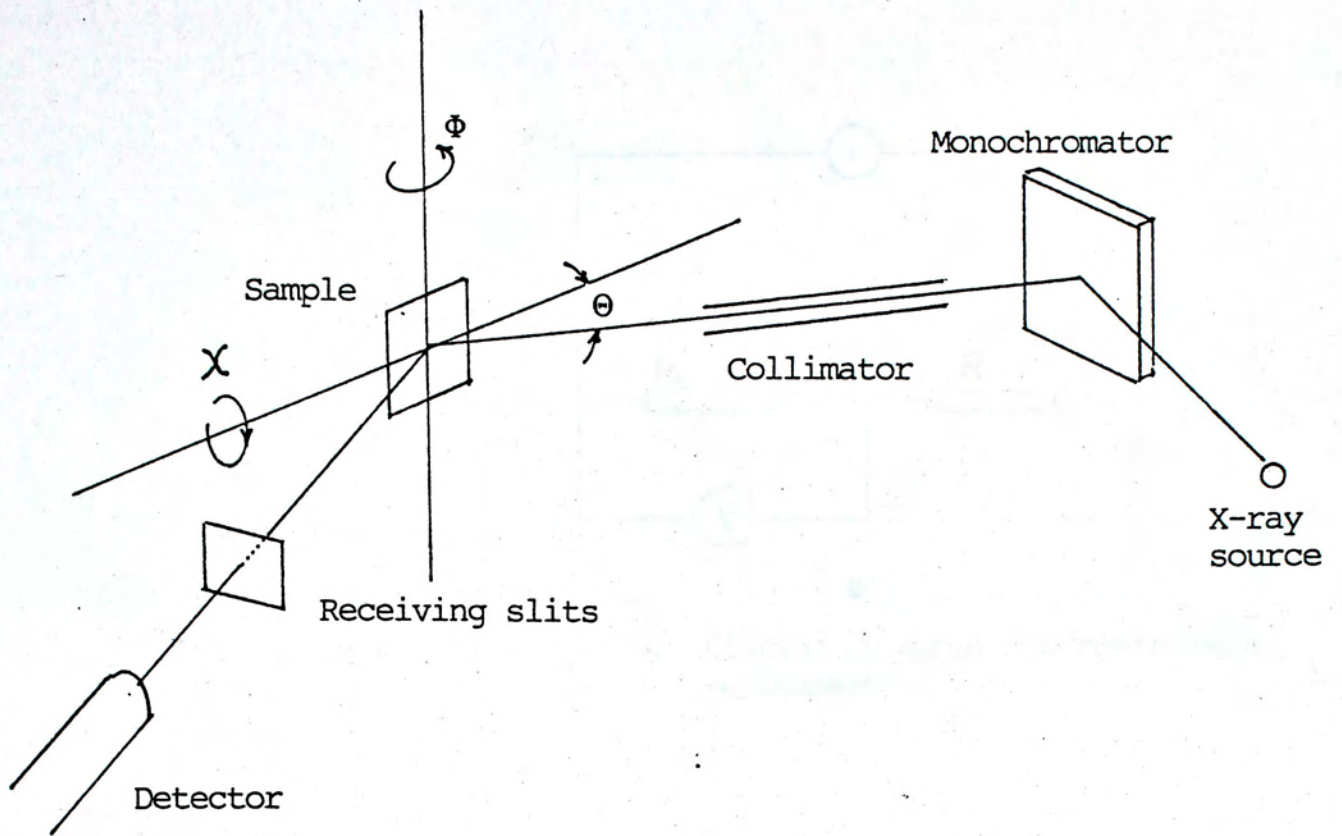 Φ
Monochromator
Sample
Θ
χ
Collimator
X-ray
source
Receiving slits
Detector